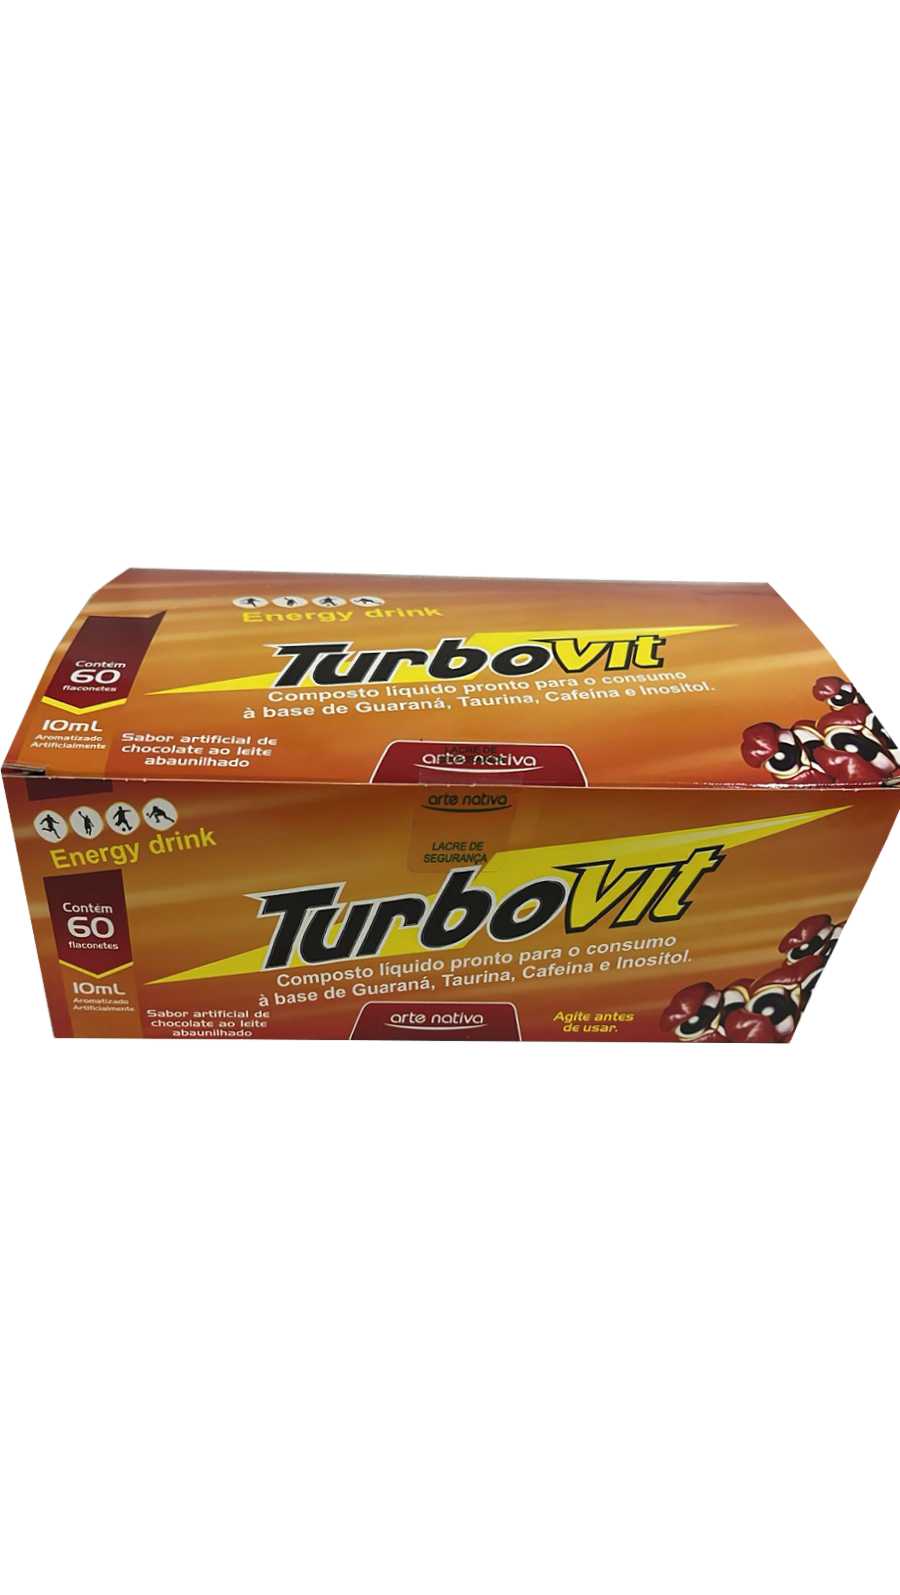 Energy drink
Contém
60
flaconetes
10mL
Aromatizado
Artificialmente
TurboVit
Composto líquido pronto para o consumo
à base de Guaraná, Taurina, Cafeína e Inositol.
Sabor artificial de
chocolate ao leite
abaunilhado
LACRE DE
arte nativa
arte nativa
LACRE DE
SEGURANÇA
Energy drink
Contém
60
flaconetes
10mL
Aromatizado
Artificialmente
TurboVit
Composto líquido pronto para o consumo
à base de Guaraná, Taurina, Cafeína e Inositol.
Sabor artificial de
chocolate ao leite
abaunilhado
arte nativa
Agite antes
de usar.